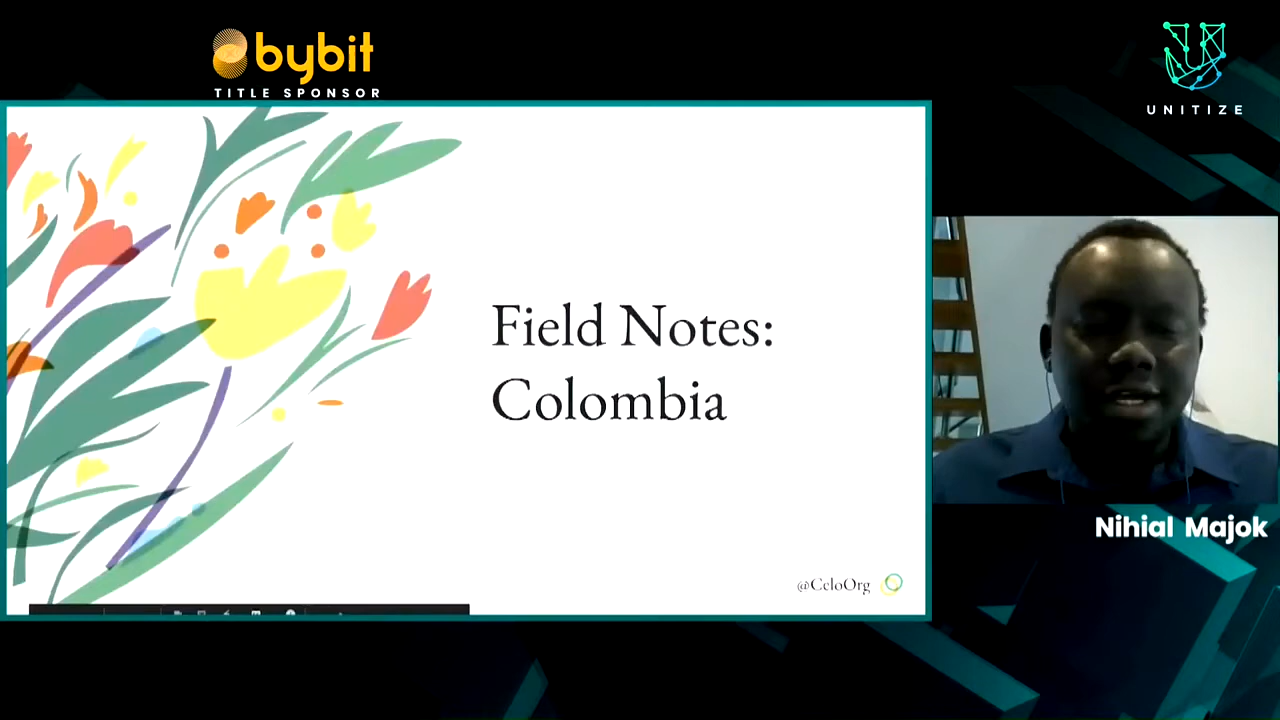 bybit
TITLE SPONSOR
UNITIZE
Field Notes:
Colombia
@CeloOrg
Nihial Majok